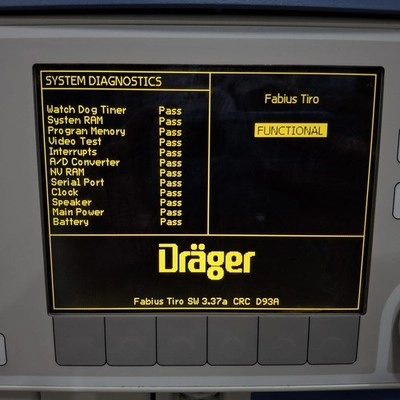 SYSTEM DIAGNOSTICS
Watch Dog Timer Pass
System RAM Pass
Program Memory Pass
Video Test Pass
Interrupts Pass
A/D Converter Pass
NV RAM Pass
Serial Port Pass
Clock Pass
Speaker Pass
Main Power Pass
Battery Pass
Fabius Tiro
FUNCTIONAL
Dräger
Fabius Tiro SW 3.37a CRC D93A